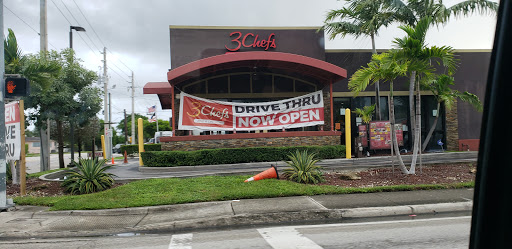 3Chefs
3Chefs
DRIVE THRU
NOW OPEN